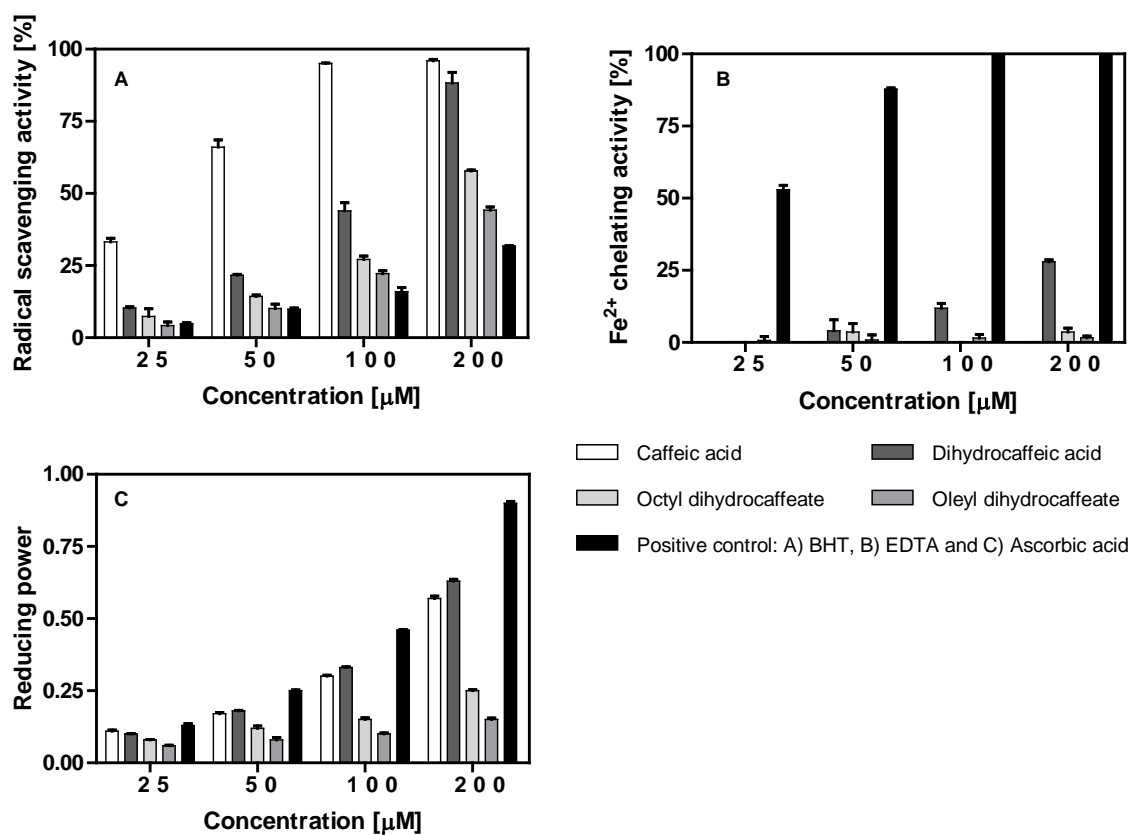 Radical scavenging activity [%]
100
75
50
25
0
A
25 50 100 200
Concentration [μM]
Fe²⁺ chelating activity [%]
100
75
50
25
0
B
25 50 100 200
Concentration [μM]
Caffeic acid
Dihydrocaffeic acid
Octyl dihydrocaffeate
Oleyl dihydrocaffeate
Positive control: A) BHT, B) EDTA and C) Ascorbic acid
Reducing power
1.00
0.75
0.50
0.25
0.00
C
25 50 100 200
Concentration [μM]